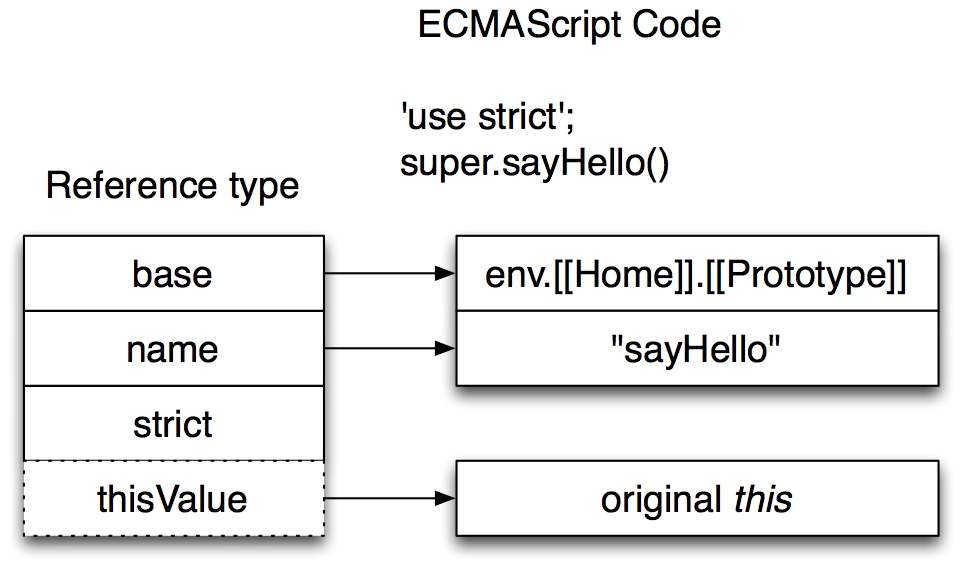 ECMAScript Code
'use strict';
super.sayHello()
Reference type
base
env.[[Home]].[[Prototype]]
name
"sayHello"
strict
thisValue
original this